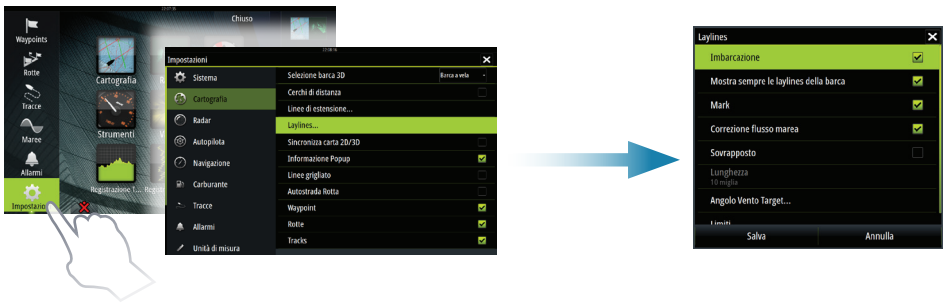 Chiuso
Waypoints
Rotte
Tracce
Maree
Allarmi
Impostazio
Cartografia
Strumenti
Registrazione T...
Impostazioni
Sistema
Cartografia
Radar
Autopilota
Navigazione
Carburante
Tracce
Allarmi
Unità di misura
Selezione barca 3D Barca a vela
Cerchi di distanza
Linee di estensione...
Laylines...
Sincroniza carta 2D/3D
Informazione Popup
Linee grigliato
Autostrada Rotta
Waypoint
Rotte
Tracks
Laylines
Imbarcazione
Mostra sempre le laylines della barca
Mark
Correzione flusso marea
Sovrapposto
Lunghezza
10 miglia
Angolo Vento Target...
Limiti
Salva Annulla